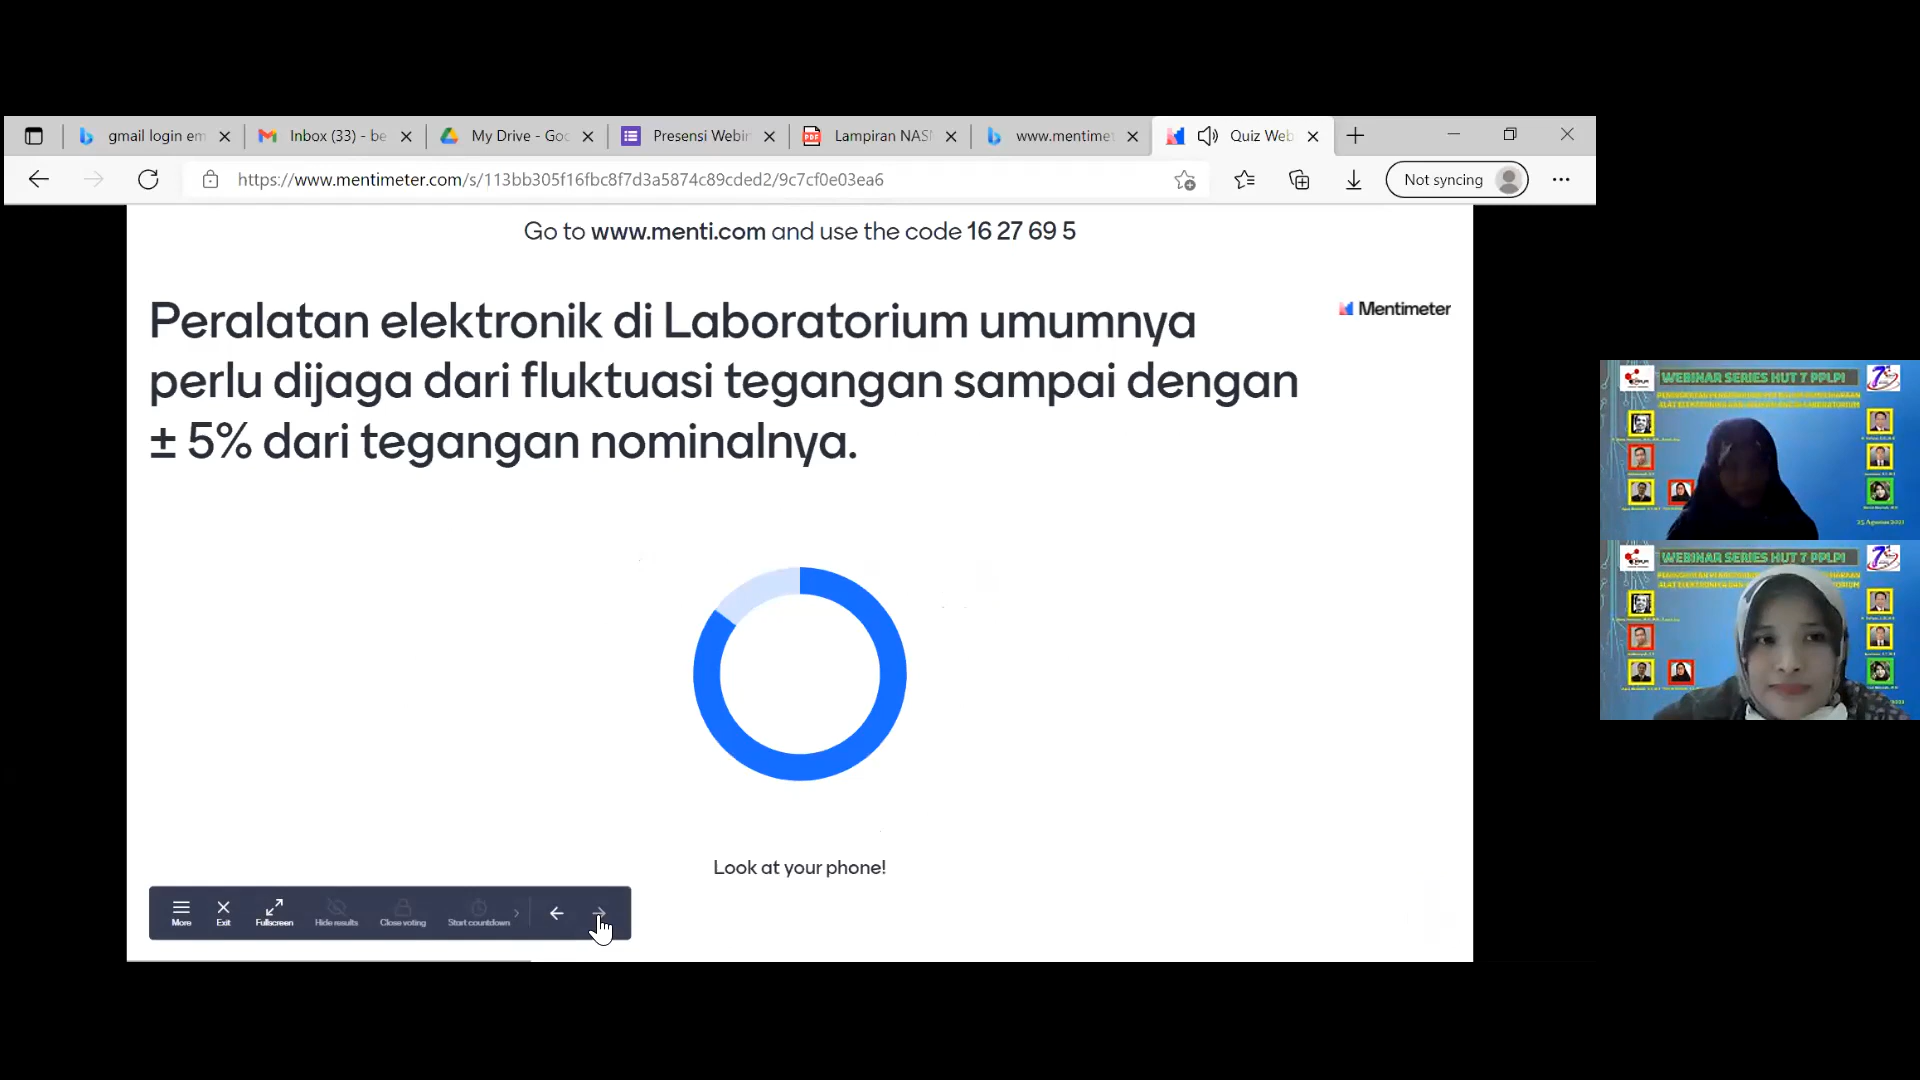 gmail login em
Inbox (33) - be
My Drive - Goo
Presensi Webin
Lampiran NASI
www.mentimet
Quiz Web
https://www.mentimeter.com/s/113bb305f16fbc8f7d3a5874c89cded2/9c7cf0e03ea6
Not syncing
Go to www.menti.com and use the code 16 27 69 5
Mentimeter
Peralatan elektronik di Laboratorium umumnya
perlu dijaga dari fluktuasi tegangan sampai dengan
± 5% dari tegangan nominalnya.
Look at your phone!
More
Exit
Fullscreen
Hide results
Close voting
Start countdown
WEBINAR SERIES HUT 7 PPLPI
25 Agustus 2021
WEBINAR SERIES HUT 7 PPLPI